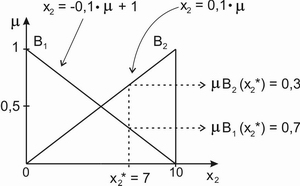 x₂ = -0,1·μ + 1
x₂ = 0,1·μ
μ
1
B₁
B₂
0,5
μB₂(x₂*) = 0,3
μB₁(x₂*) = 0,7
0
10
x₂
x₂* = 7